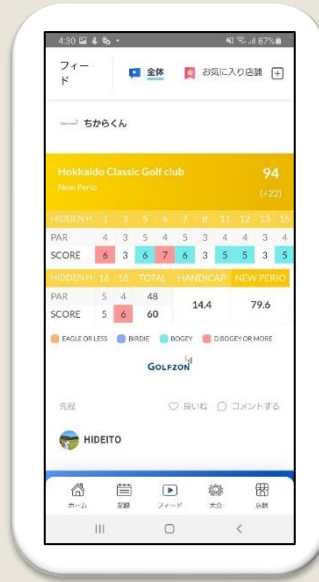 4:30 87%
フィー
ド
全体
お気に入り店舗
ちからくん
Hokkaido Classic Golf club 94
New Perio (+22)
HIDDEN H 1 3 5 6 7 8 11 12 13 15
PAR 4 3 5 4 5 3 4 4 3 4
SCORE 6 3 6 7 6 3 5 5 3 5
HIDDEN H 16 18 TOTAL HANDICAP NEW PERIO
PAR 5 4 48
14.4 79.6
SCORE 5 6 60
EAGLE OR LESS BIRDIE BOGEY D.BOGEY OR MORE
GOLFZON
先程 良いね コメントする
HIDEITO
ホーム 記録 フィード 大会 店舗